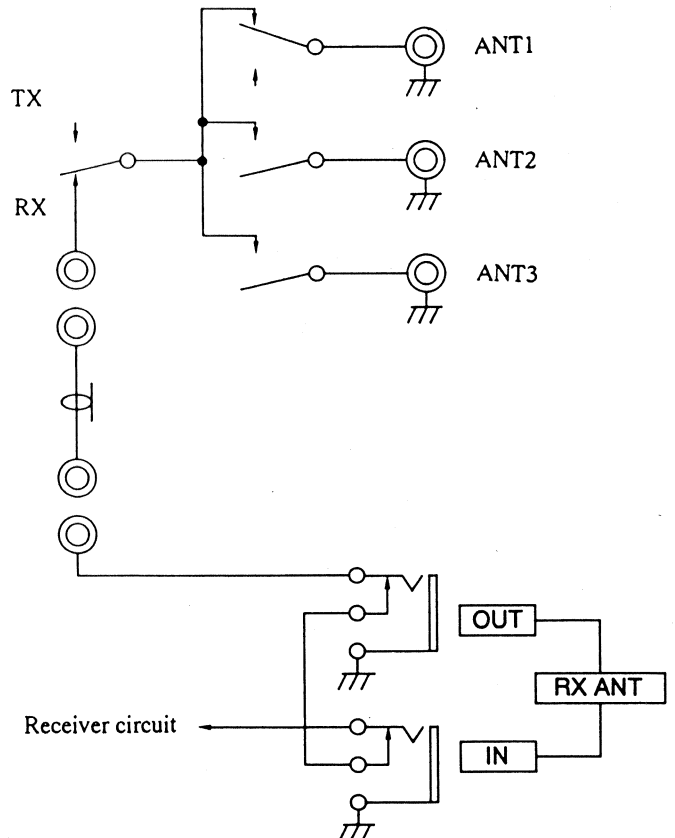 ANT1
TX
ANT2
RX
ANT3
OUT
RX ANT
Receiver circuit
IN